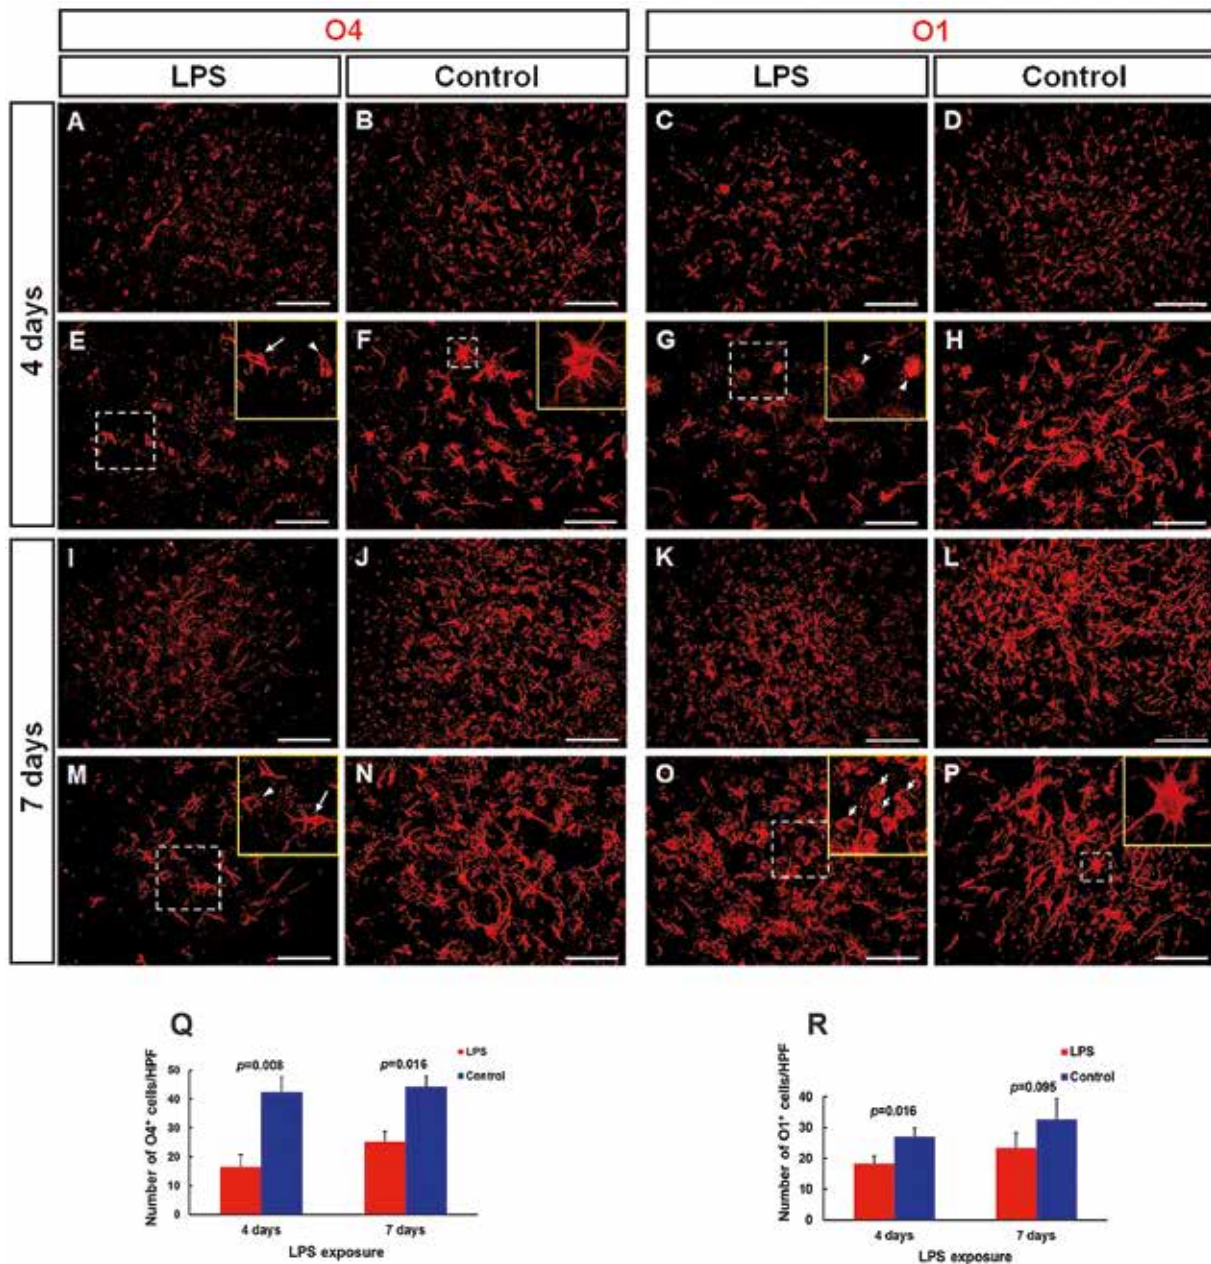 O4 O1
LPS Control LPS Control
4 days
A B C D
E F G H
7 days
I J K L
M N O P
Q
p=0.008
p=0.016
LPS
Control
Number of O4+ cells/HPF
50
40
30
20
10
0
4 days 7 days
LPS exposure
R
p=0.016
p=0.095
LPS
Control
Number of O1+ cells/HPF
40
30
20
10
0
4 days 7 days
LPS exposure